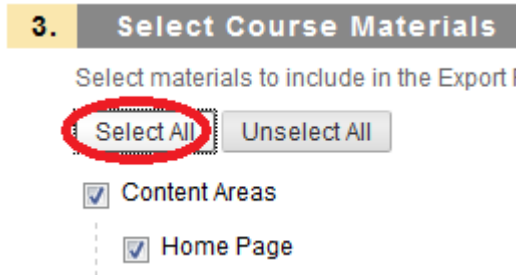 3. Select Course Materials
Select materials to include in the Export
Select All Unselect All
Content Areas
Home Page